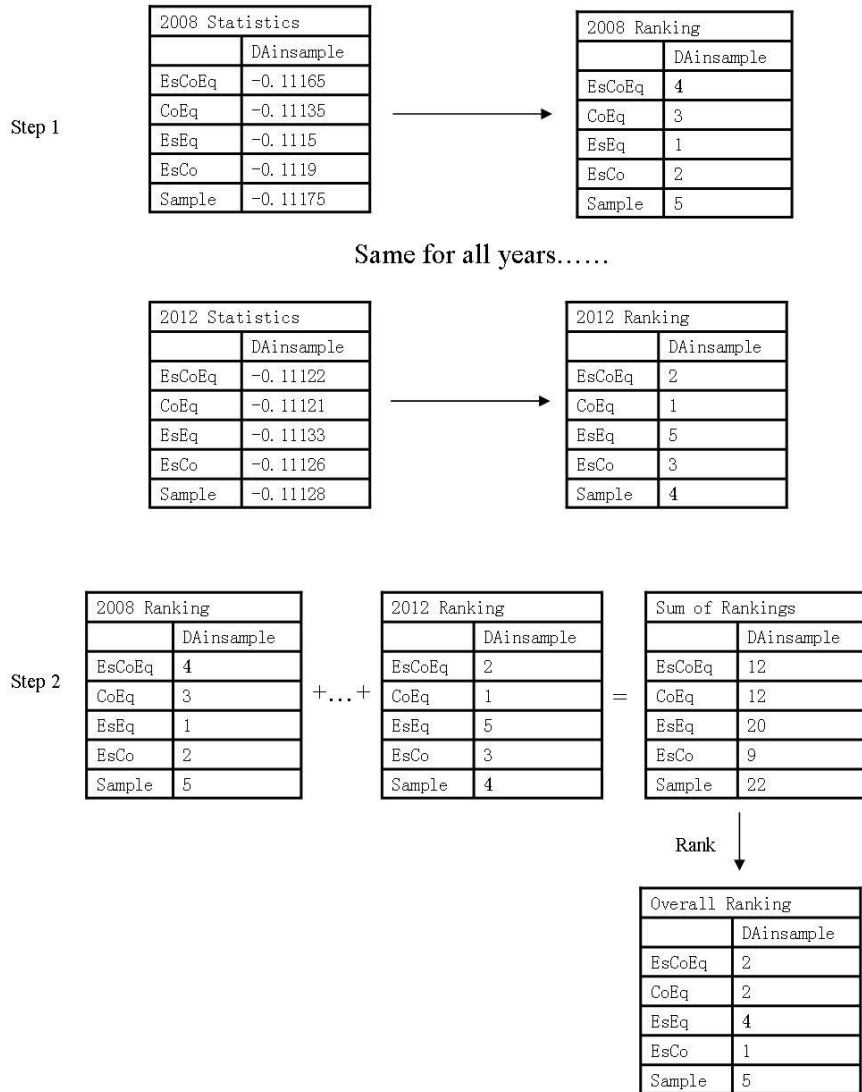 2008 Statistics
DAinsample
EsCoEq -0.11165
CoEq -0.11135
EsEq -0.1115
EsCo -0.1119
Sample -0.11175
Step 1
2008 Ranking
DAinsample
EsCoEq 4
CoEq 3
EsEq 1
EsCo 2
Sample 5
Same for all years……
2012 Statistics
DAinsample
EsCoEq -0.11122
CoEq -0.11121
EsEq -0.11133
EsCo -0.11126
Sample -0.11128
2012 Ranking
DAinsample
EsCoEq 2
CoEq 1
EsEq 5
EsCo 3
Sample 4
Step 2
2008 Ranking
DAinsample
EsCoEq 4
CoEq 3
EsEq 1
EsCo 2
Sample 5
+…+
2012 Ranking
DAinsample
EsCoEq 2
CoEq 1
EsEq 5
EsCo 3
Sample 4
=
Sum of Rankings
DAinsample
EsCoEq 12
CoEq 12
EsEq 20
EsCo 9
Sample 22
Rank
Overall Ranking
DAinsample
EsCoEq 2
CoEq 2
EsEq 4
EsCo 1
Sample 5